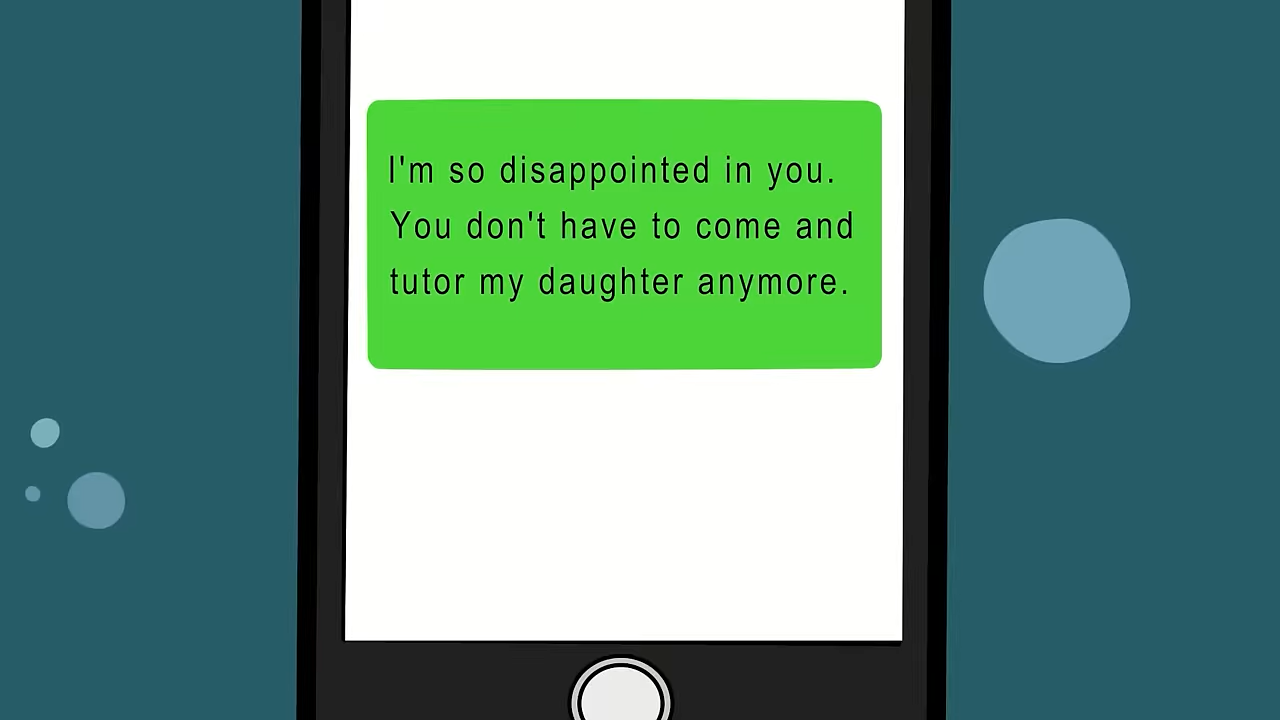 I'm so disappointed in you.
You don't have to come and
tutor my daughter anymore.